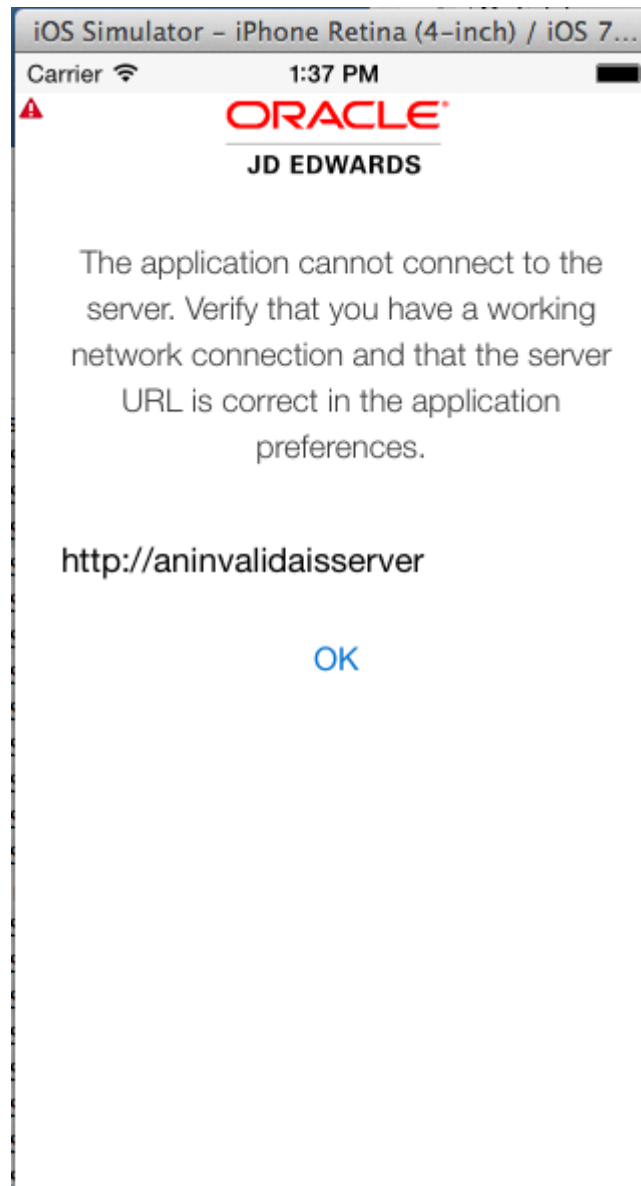 iOS Simulator – iPhone Retina (4-inch) / iOS 7...
Carrier 1:37 PM
ORACLE
JD EDWARDS
The application cannot connect to the
server. Verify that you have a working
network connection and that the server
URL is correct in the application
preferences.
http://aninvalidaisserver
OK